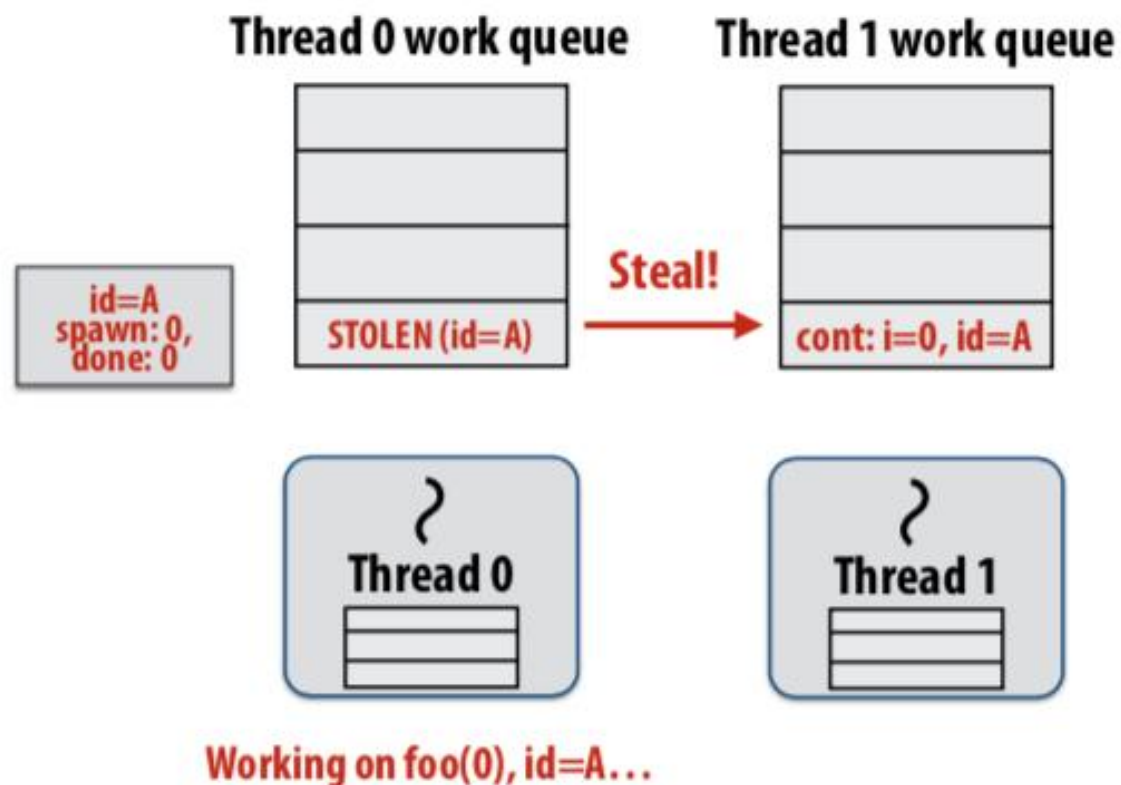 Thread 0 work queue
Thread 1 work queue
Steal!
id=A
spawn: 0,
done: 0
STOLEN (id=A)
cont: i=0, id=A
Thread 0
Thread 1
Working on foo(0), id=A...